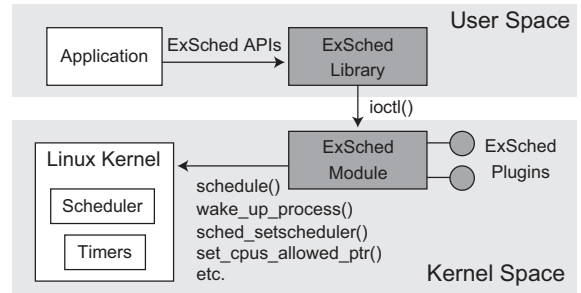 User Space
Application
ExSched APIs
ExSched
Library
ioctl()
Linux Kernel
Scheduler
Timers
ExSched
Module
ExSched
Plugins
schedule()
wake_up_process()
sched_setscheduler()
set_cpus_allowed_ptr()
etc.
Kernel Space